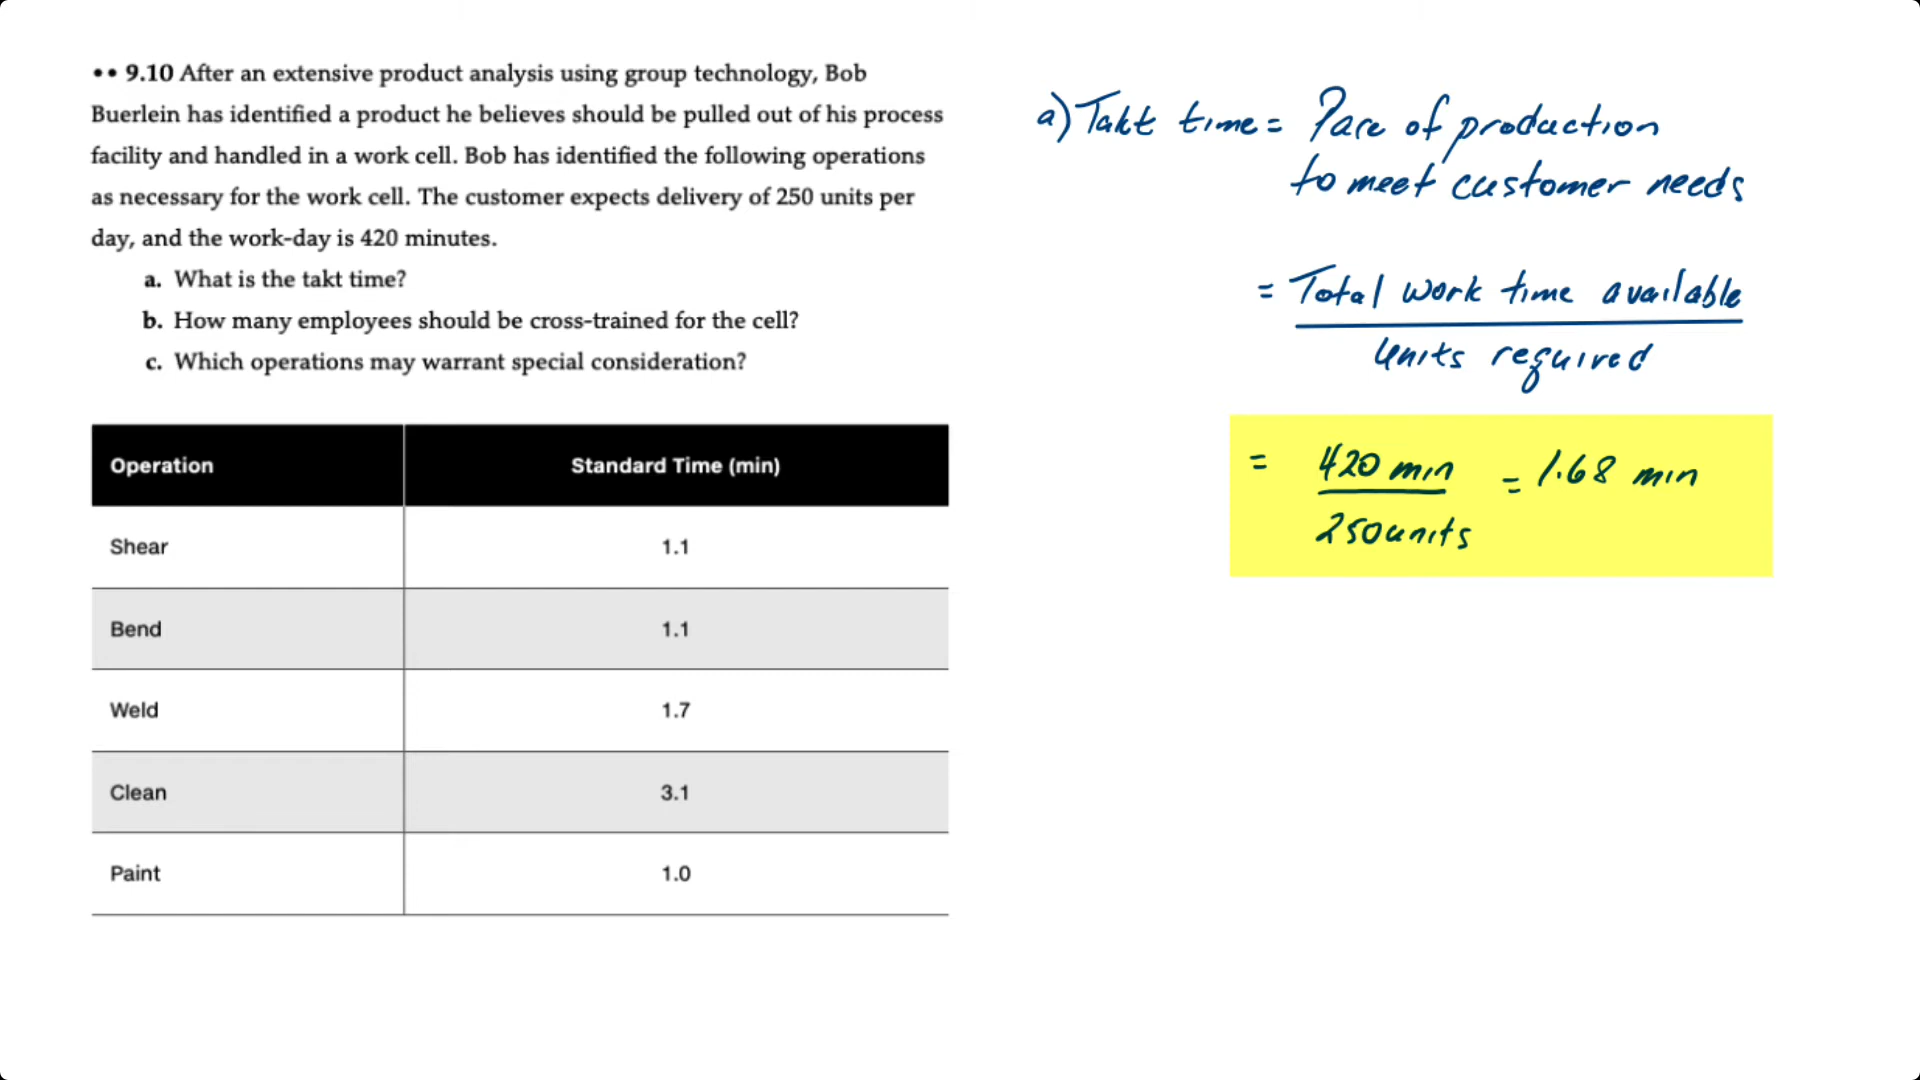 •• 9.10 After an extensive product analysis using group technology, Bob
Buerlein has identified a product he believes should be pulled out of his process
facility and handled in a work cell. Bob has identified the following operations
as necessary for the work cell. The customer expects delivery of 250 units per
day, and the work-day is 420 minutes.
a. What is the takt time?
b. How many employees should be cross-trained for the cell?
c. Which operations may warrant special consideration?
Operation Standard Time (min)
Shear 1.1
Bend 1.1
Weld 1.7
Clean 3.1
Paint 1.0
a) Takt time = Pace of production
to meet customer needs
= Total work time available
units required
= 420 min = 1.68 min
250 units